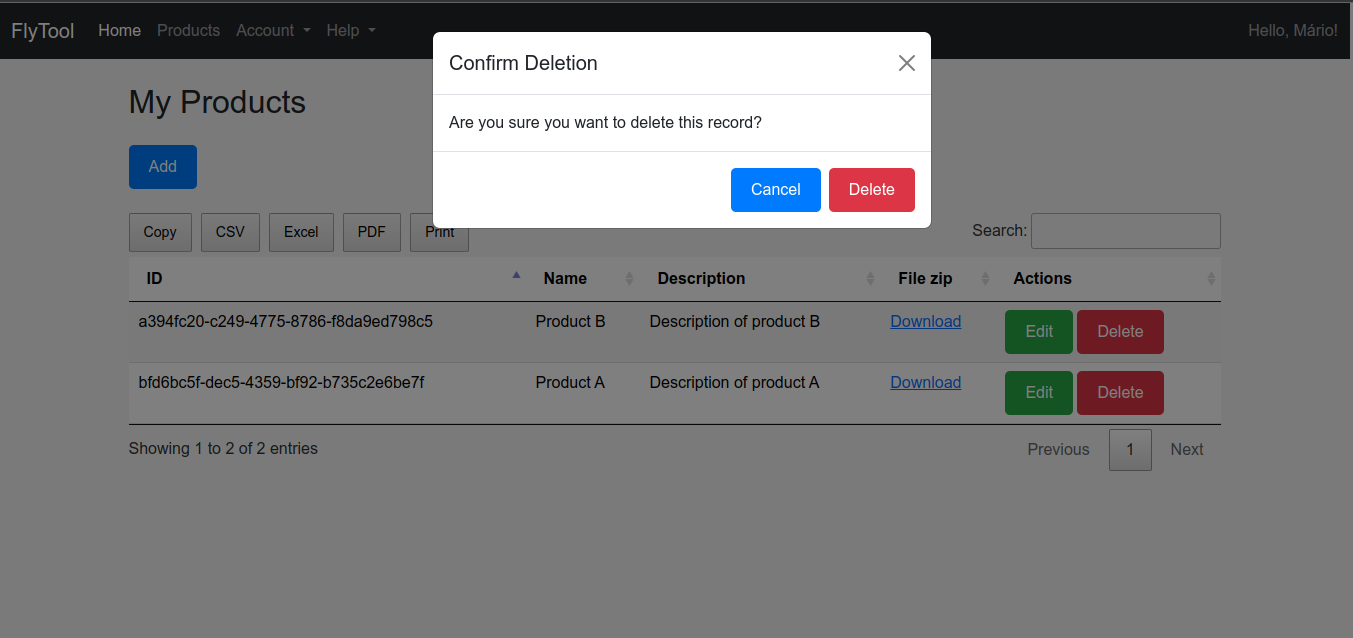 FlyTool Home Products Account Help Hello, Mário!
Confirm Deletion
Are you sure you want to delete this record?
Cancel Delete
My Products
Add
Copy CSV Excel PDF Print Search:
ID Name Description File zip Actions
a394fc20-c249-4775-8786-f8da9ed798c5 Product B Description of product B Download Edit Delete
bfd6bc5f-dec5-4359-bf92-b735c2e6be7f Product A Description of product A Download Edit Delete
Showing 1 to 2 of 2 entries Previous 1 Next